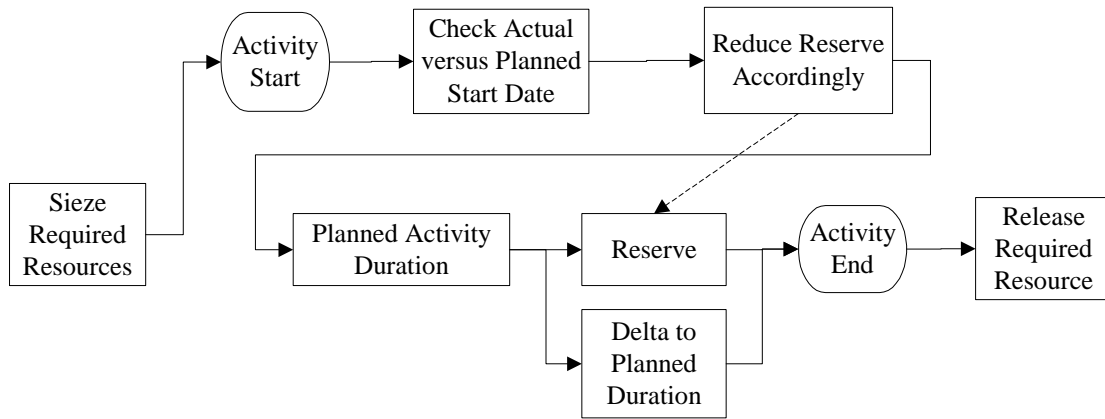 Activity
Start
Check Actual
versus Planned
Start Date
Reduce Reserve
Accordingly
Sieze
Required
Resources
Planned Activity
Duration
Reserve
Activity
End
Release
Required
Resource
Delta to
Planned
Duration